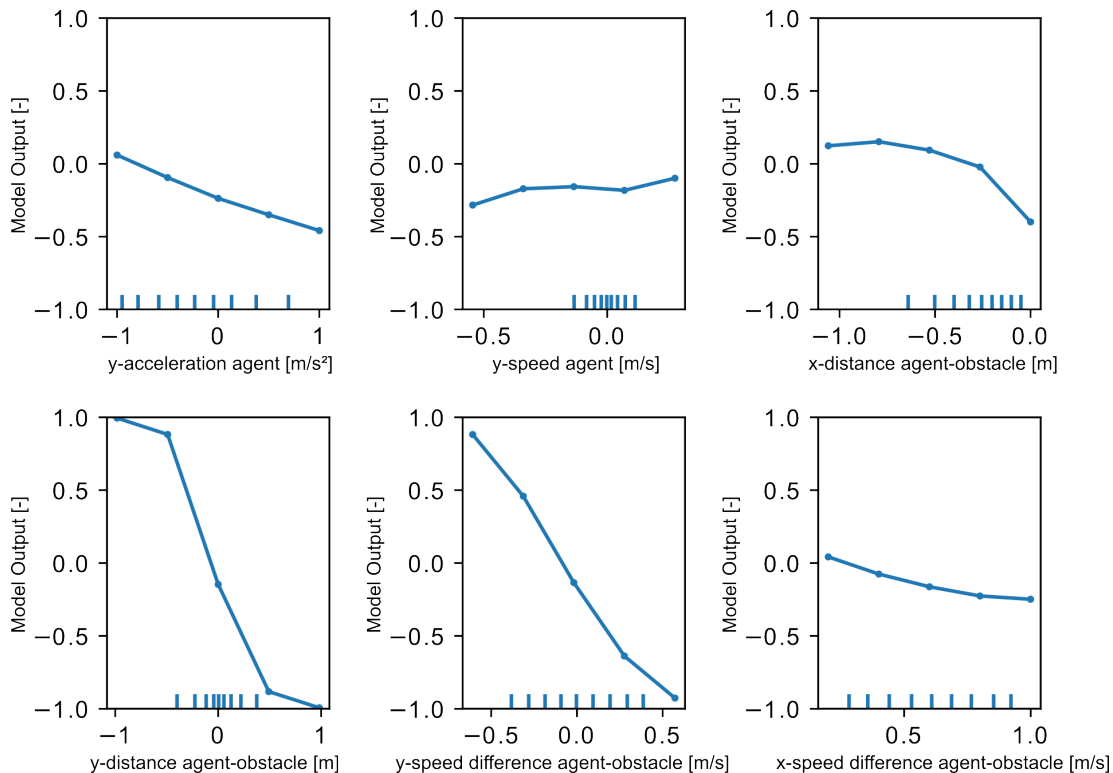 1.0 1.0 1.0
0.5 0.5 0.5
0.0 0.0 0.0
−0.5 −0.5 −0.5
−1.0 −1.0 −1.0
Model Output [-] Model Output [-] Model Output [-]
−1 0 1 −0.5 0.0 −1.0 −0.5 0.0
y-acceleration agent [m/s²] y-speed agent [m/s] x-distance agent-obstacle [m]
1.0 1.0 1.0
0.5 0.5 0.5
0.0 0.0 0.0
−0.5 −0.5 −0.5
−1.0 −1.0 −1.0
Model Output [-] Model Output [-] Model Output [-]
−1 0 1 −0.5 0.0 0.5 0.5 1.0
y-distance agent-obstacle [m] y-speed difference agent-obstacle [m/s] x-speed difference agent-obstacle [m/s]